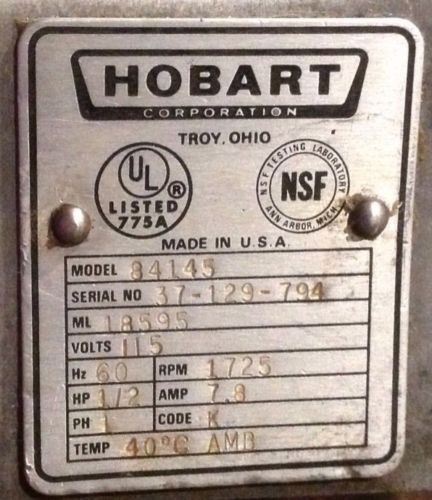 HOBART
CORPORATION
TROY, OHIO
UL ®
LISTED
775A
NSF TESTING LABORATORY
NSF
ANN ARBOR, MICH.
MADE IN U.S.A.
MODEL 84145
SERIAL NO 37-129-794
ML 18595
VOLTS 115
Hz 60 RPM 1725
HP 1/2 AMP 7.8
PH 1 CODE K
TEMP 40°C AMB